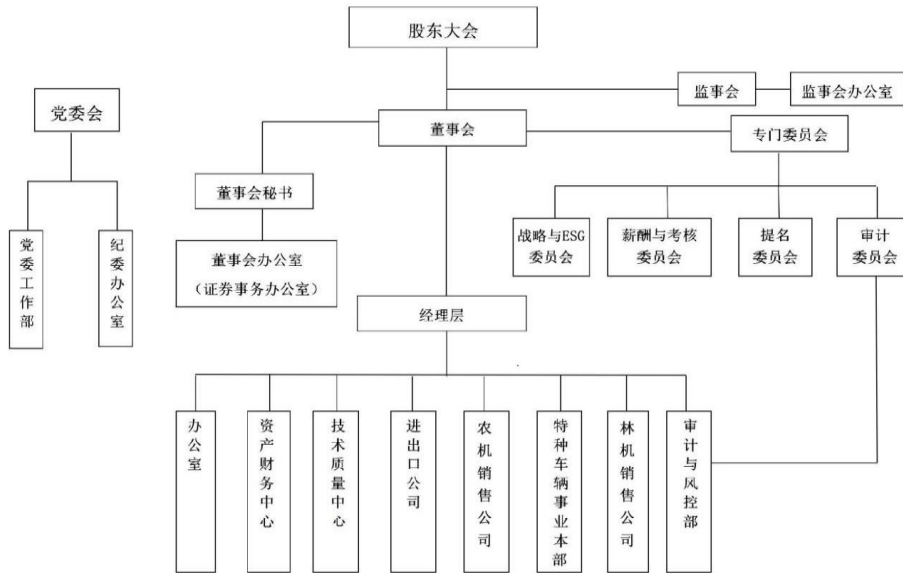 股东大会
监事会
监事会办公室
党委会
董事会
专门委员会
董事会秘书
党委工作部
纪委办公室
董事会办公室
（证券事务办公室）
战略与ESG
委员会
薪酬与考核
委员会
提名
委员会
审计
委员会
经理层
办公室
资产财务中心
技术质量中心
进出口公司
农机销售公司
特种车辆事业本部
林机销售公司
审计与风控部